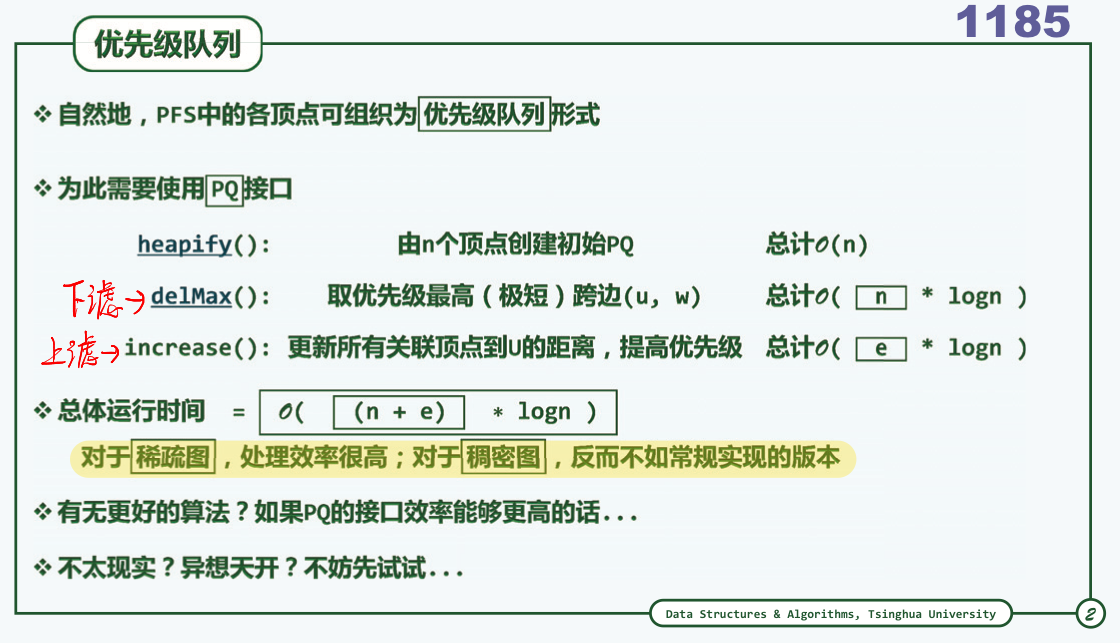 1185
优先级队列
❖ 自然地，PFS中的各顶点可组织为优先级队列形式
❖ 为此需要使用PQ接口
heapify(): 由n个顶点创建初始PQ 总计O(n)
下滤→delMax(): 取优先级最高（极短）跨边(u, w) 总计O( n * logn )
上滤→increase(): 更新所有关联顶点到U的距离，提高优先级 总计O( e * logn )
❖ 总体运行时间 = O( (n + e) * logn )
对于稀疏图，处理效率很高；对于稠密图，反而不如常规实现的版本
❖ 有无更好的算法？如果PQ的接口效率能够更高的话...
❖ 不太现实？异想天开？不妨先试试...
Data Structures & Algorithms, Tsinghua University
2